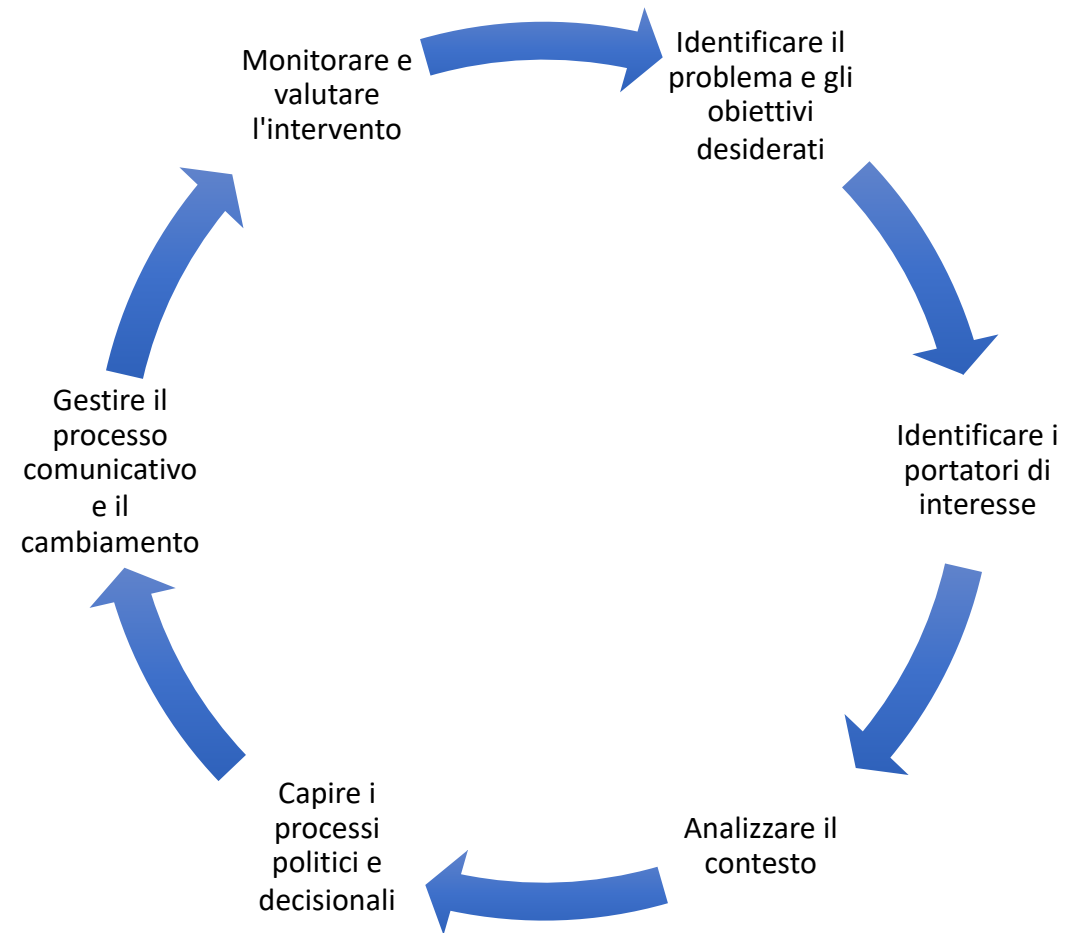 Identificare il
problema e gli
obiettivi
desiderati
Identificare i
portatori di
interesse
Analizzare il
contesto
Capire i
processi
politici e
decisionali
Gestire il
processo
comunicativo
e il
cambiamento
Monitorare e
valutare
l'intervento